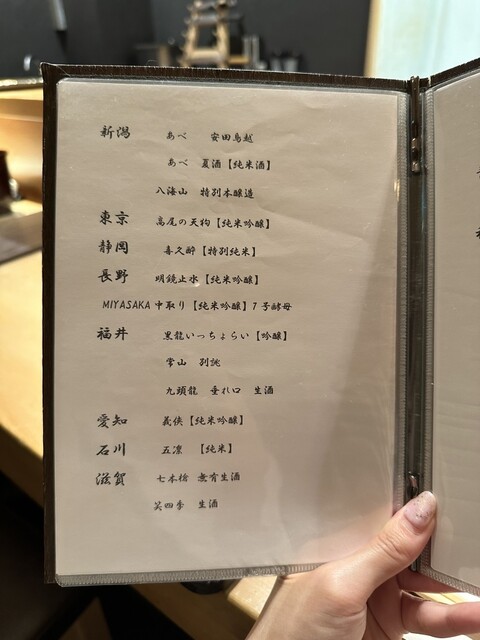 新潟 あべ 安田鳥越
あべ 夏酒【純米酒】
八海山 特別本醸造
東京 高尾の天狗【純米吟醸】
静岡 喜久酔【特別純米】
長野 明鏡止水【純米吟醸】
MIYASAKA 中取り【純米吟醸】7号酵母
福井 黒龍いっちょらい【吟醸】
常山 別誂
九頭龍 垂れ口 生酒
愛知 義侠【純米吟醸】
石川 五凛 【純米】
滋賀 七本槍 無有生酒
笑四季 生酒